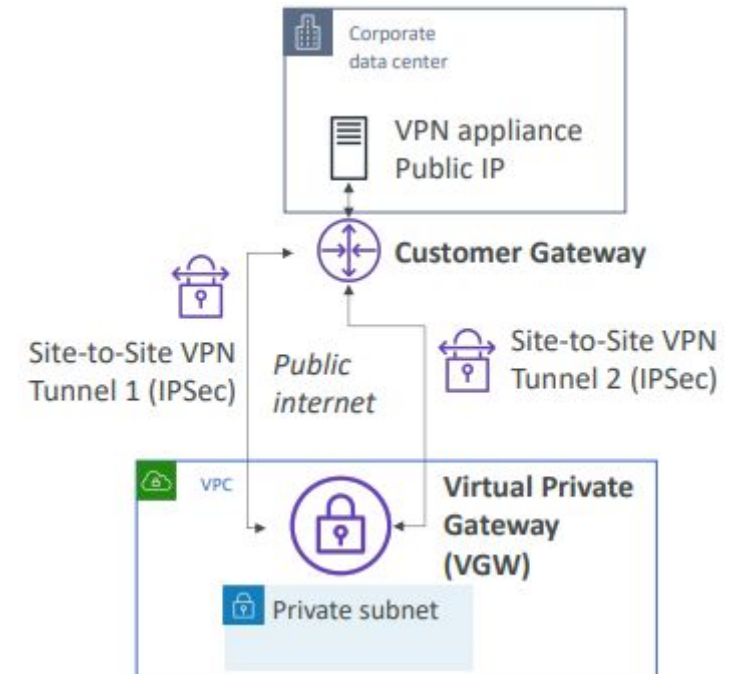 Corporate
data center
VPN appliance
Public IP
Customer Gateway
Site-to-Site VPN
Tunnel 1 (IPSec)
Public
internet
Site-to-Site VPN
Tunnel 2 (IPSec)
VPC
Virtual Private
Gateway
(VGW)
Private subnet